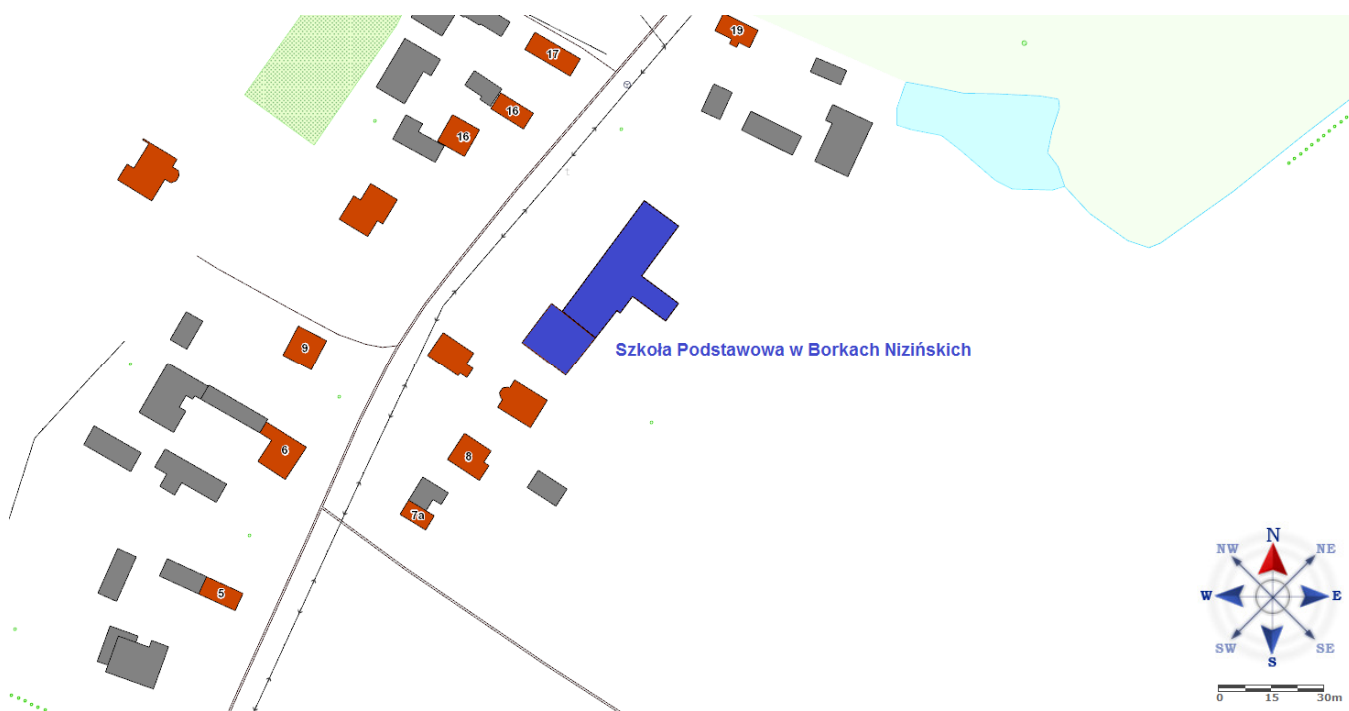 19
17
16
16
Szkoła Podstawowa w Borkach Nizińskich
9
6
8
7a
5
N
NW NE
W E
SW SE
S
0 15 30m